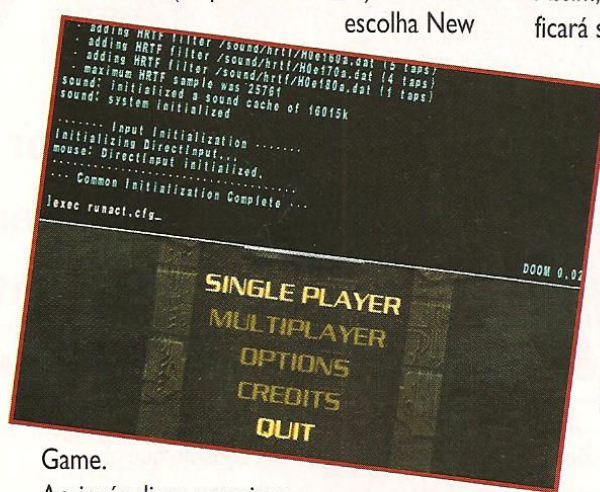 escolha New
ficará s
. adding HRTF filter /sound/hrtf/H0e160a.dat (5 taps)
. adding HRTF filter /sound/hrtf/H0e170a.dat (4 taps)
. adding HRTF filter /sound/hrtf/H0e180a.dat (1 taps)
. maximum HRTF sample was 25761
sound: initialized a sound cache of 16015k
sound: system initialized
------- Input Initialization -------
Initializing DirectInput...
mouse: DirectInput initialized.
------------------------------------
--- Common Initialization Complete ---
]exec runact.cfg_
DOOM 0.02
SINGLE PLAYER
MULTIPLAYER
OPTIONS
CREDITS
QUIT
Game.